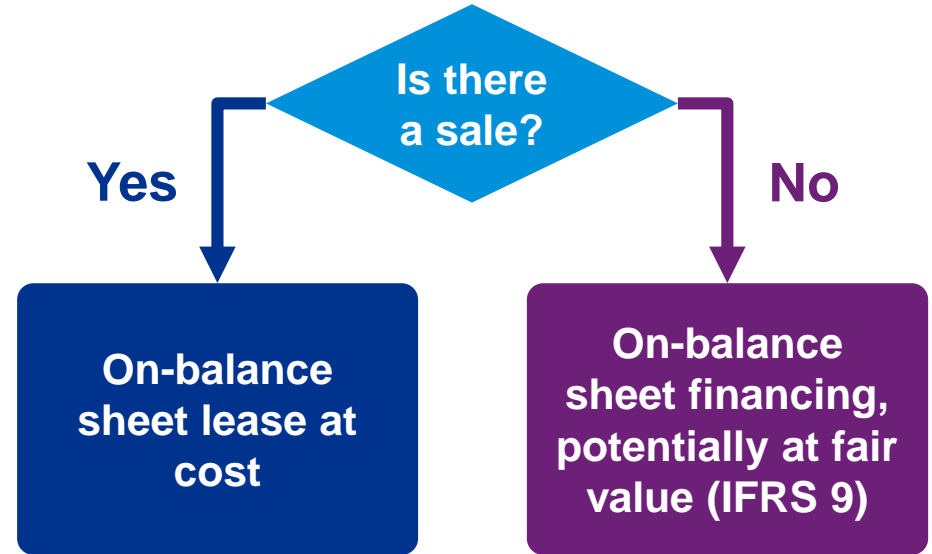 Is there
a sale?
Yes
No
On-balance
sheet lease at
cost
On-balance
sheet financing,
potentially at fair
value (IFRS 9)